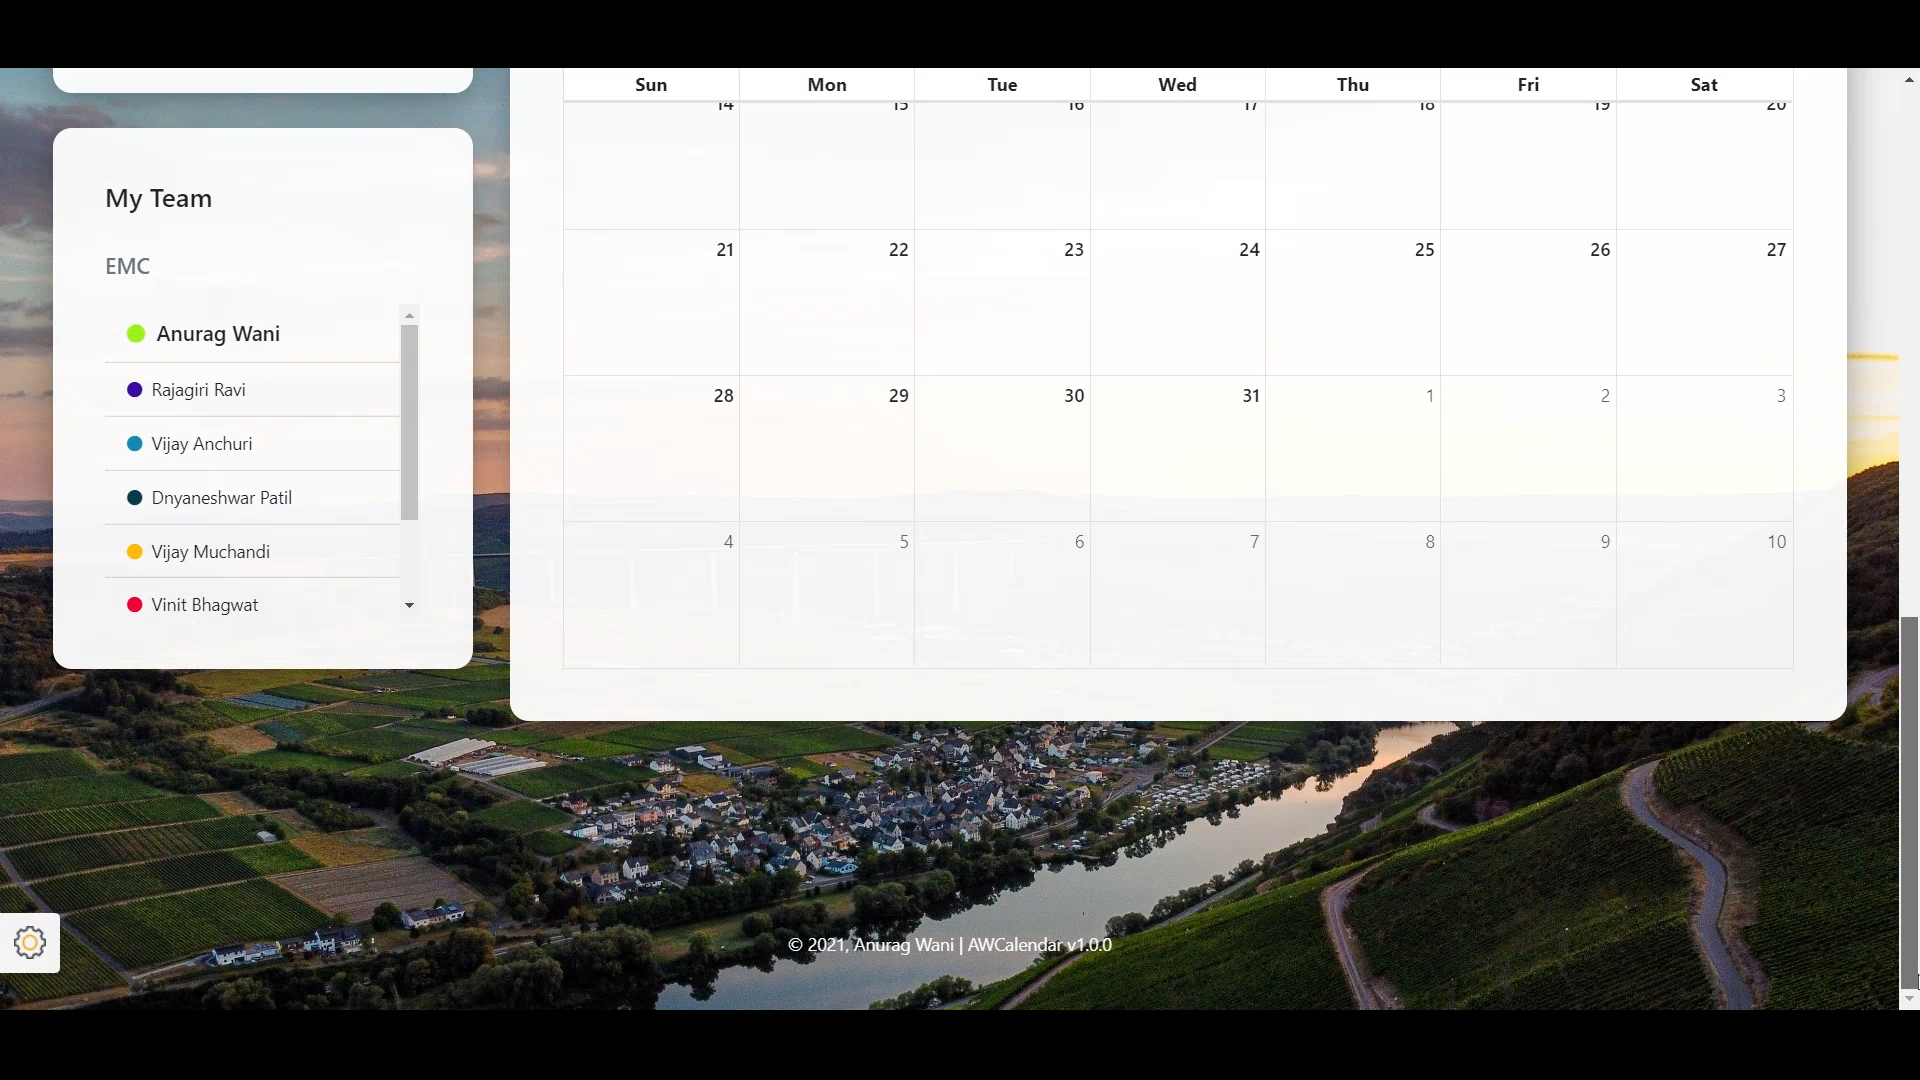 Sun Mon Tue Wed Thu Fri Sat
14 15 16 17 18 19 20
My Team
EMC
Anurag Wani
Rajagiri Ravi
Vijay Anchuri
Dnyaneshwar Patil
Vijay Muchandi
Vinit Bhagwat
21 22 23 24 25 26 27
28 29 30 31 1 2 3
4 5 6 7 8 9 10
© 2021, Anurag Wani | AWCalendar v1.0.0